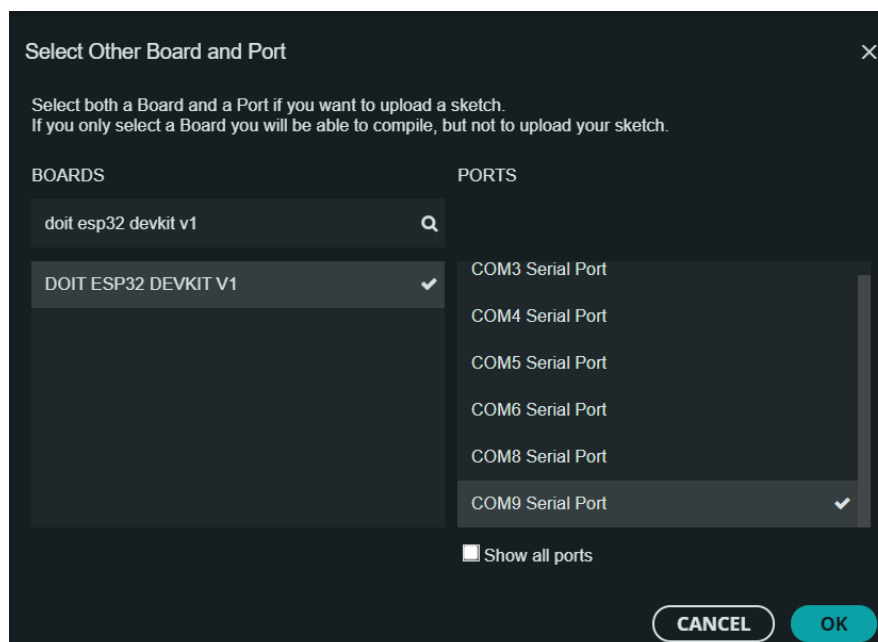 Select Other Board and Port
Select both a Board and a Port if you want to upload a sketch.
If you only select a Board you will be able to compile, but not to upload your sketch.
BOARDS
doit esp32 devkit v1
DOIT ESP32 DEVKIT V1
PORTS
COM3 Serial Port
COM4 Serial Port
COM5 Serial Port
COM6 Serial Port
COM8 Serial Port
COM9 Serial Port
Show all ports
CANCEL
OK